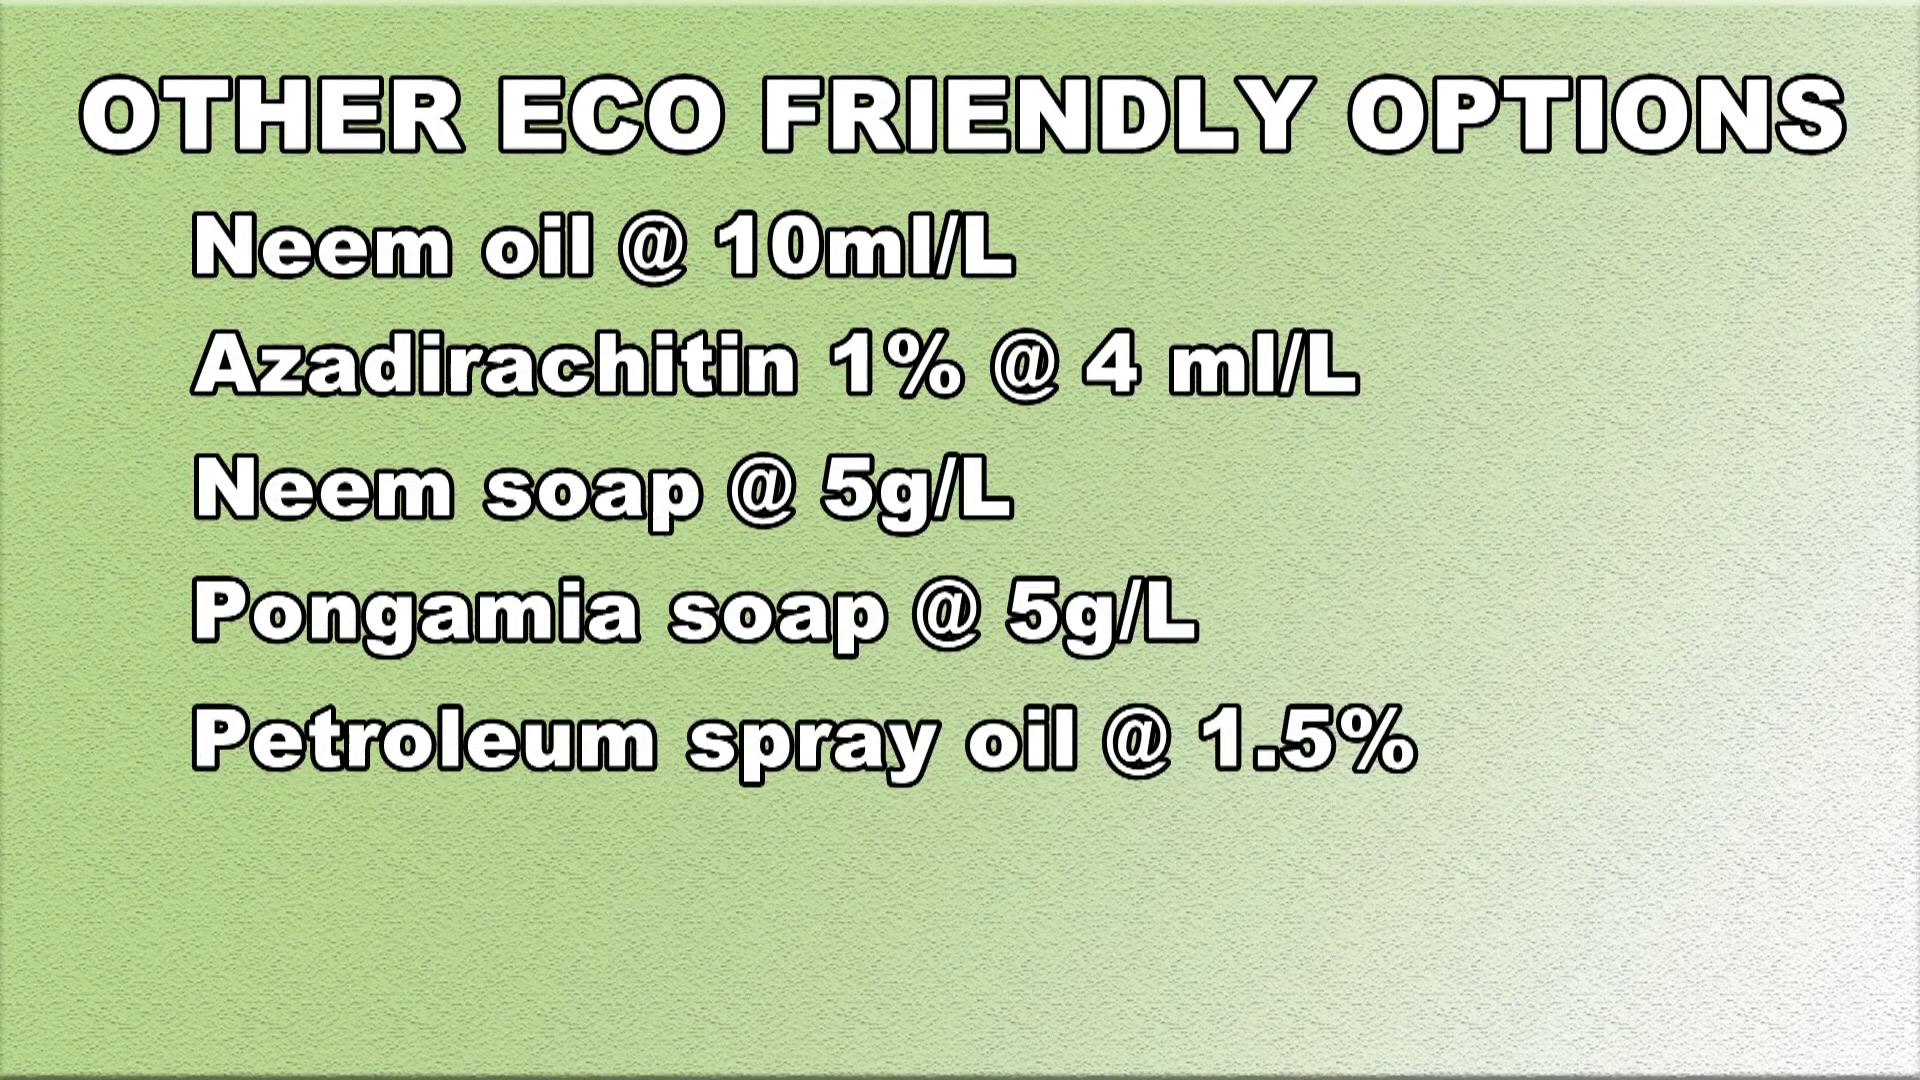 OTHER ECO FRIENDLY OPTIONS
Neem oil @ 10ml/L
Azadirachitin 1% @ 4 ml/L
Neem soap @ 5g/L
Pongamia soap @ 5g/L
Petroleum spray oil @ 1.5%